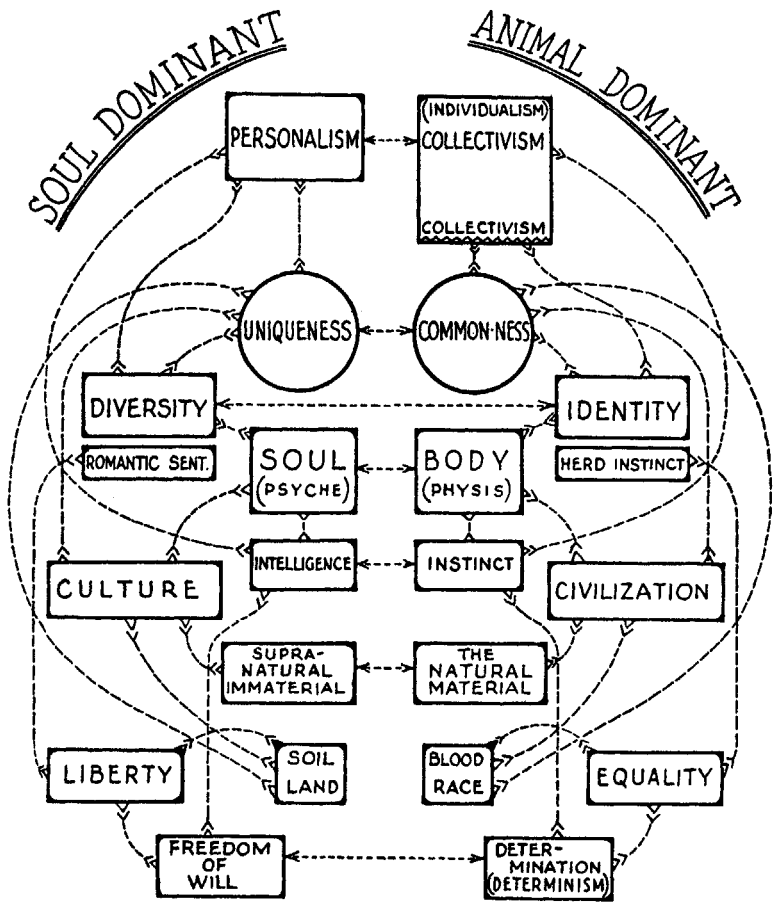 SOUL DOMINANT
ANIMAL DOMINANT
PERSONALISM
(INDIVIDUALISM)
COLLECTIVISM
COLLECTIVISM
UNIQUENESS
COMMON-NESS
DIVERSITY
IDENTITY
ROMANTIC SENT.
SOUL
(PSYCHE)
BODY
(PHYSIS)
HERD INSTINCT
INTELLIGENCE
INSTINCT
CULTURE
CIVILIZATION
SUPRA-
NATURAL
IMMATERIAL
THE
NATURAL
MATERIAL
LIBERTY
SOIL
LAND
BLOOD
RACE
EQUALITY
FREEDOM
OF
WILL
DETER-
MINATION
(DETERMINISM)